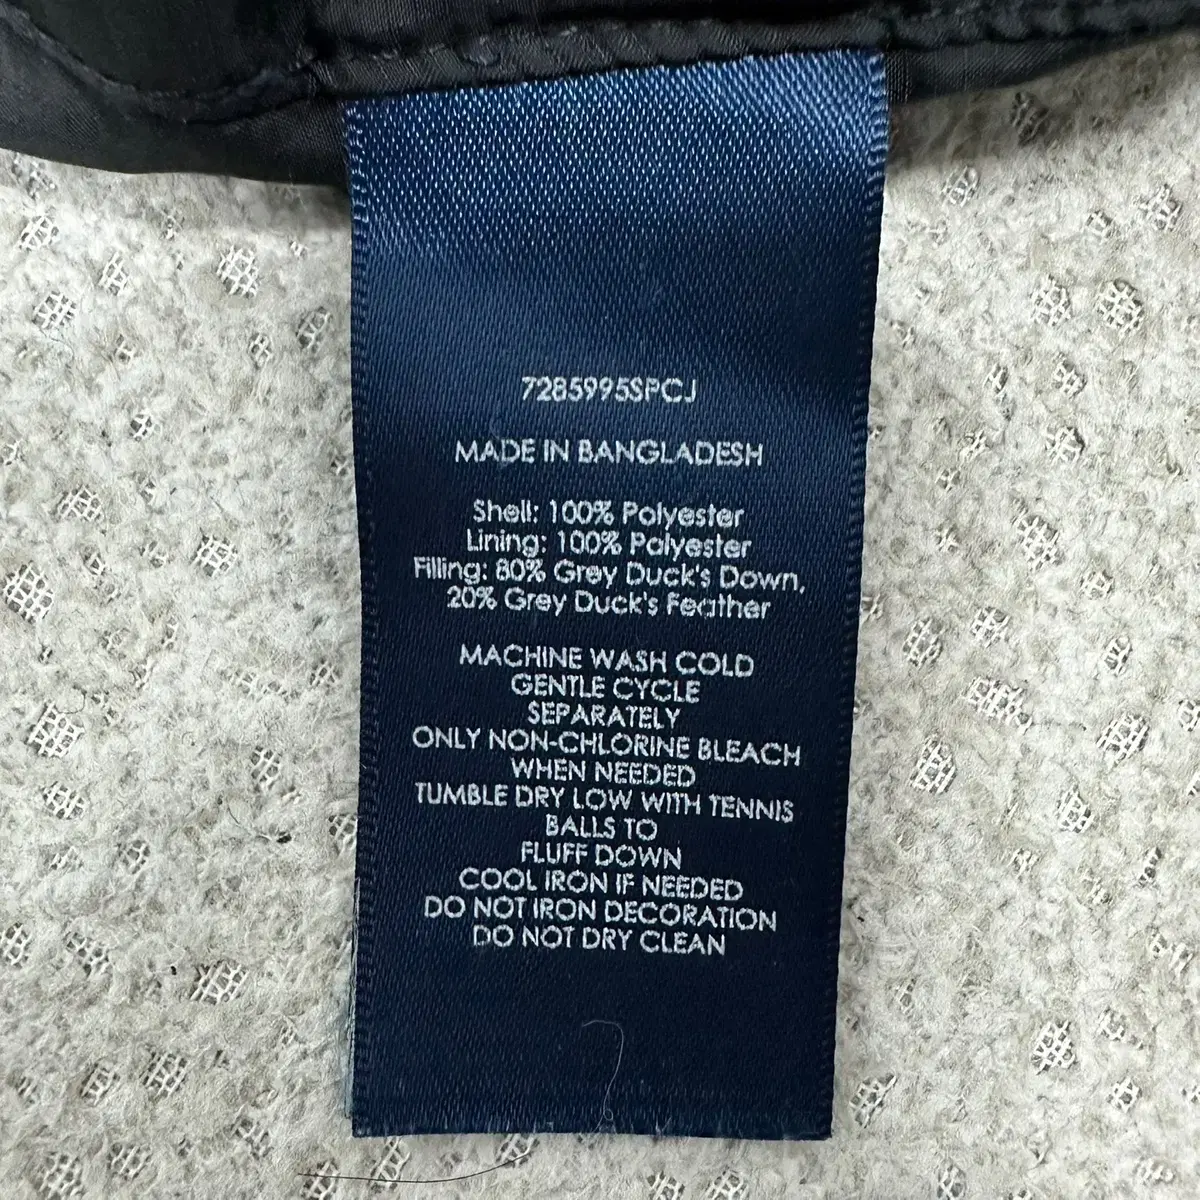 7285995SPCJ
MADE IN BANGLADESH
Shell: 100% Polyester
Lining: 100% Polyester
Filling: 80% Grey Duck's Down,
20% Grey Duck's Feather
MACHINE WASH COLD
GENTLE CYCLE
SEPARATELY
ONLY NON-CHLORINE BLEACH
WHEN NEEDED
TUMBLE DRY LOW WITH TENNIS
BALLS TO
FLUFF DOWN
COOL IRON IF NEEDED
DO NOT IRON DECORATION
DO NOT DRY CLEAN